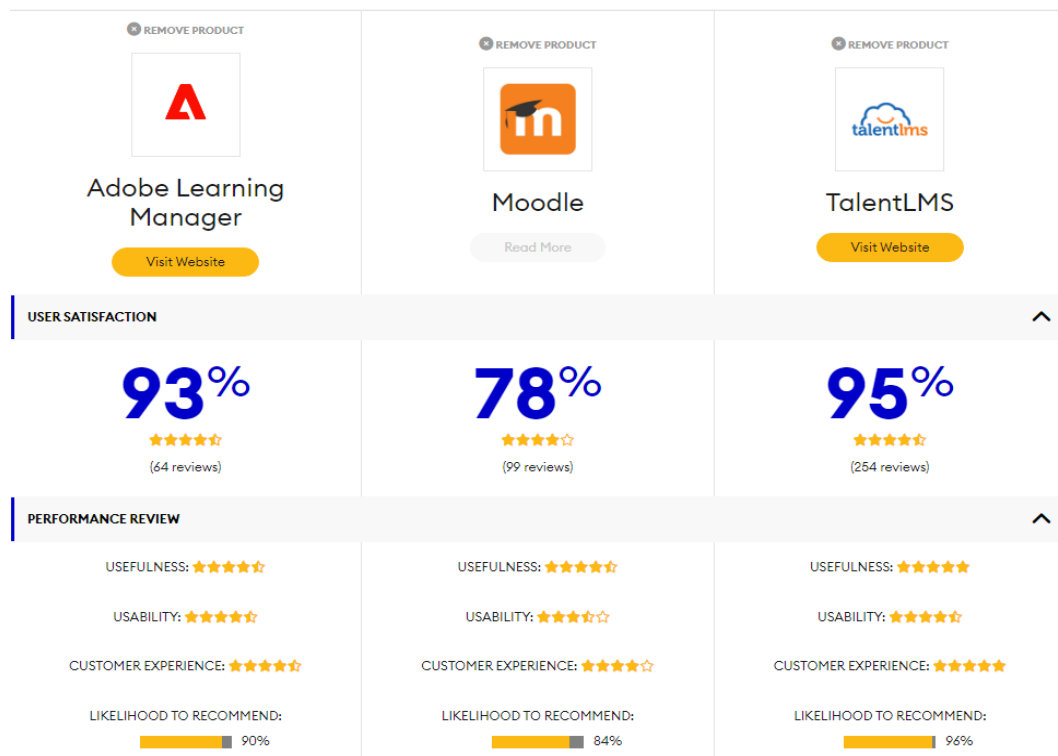 REMOVE PRODUCT
REMOVE PRODUCT
REMOVE PRODUCT
m
talentlms
Adobe Learning
Manager
Moodle
TalentLMS
Visit Website
Read More
Visit Website
USER SATISFACTION
93%
78%
95%
(64 reviews)
(99 reviews)
(254 reviews)
PERFORMANCE REVIEW
USEFULNESS:
USEFULNESS:
USEFULNESS:
USABILITY:
USABILITY:
USABILITY:
CUSTOMER EXPERIENCE:
CUSTOMER EXPERIENCE:
CUSTOMER EXPERIENCE:
LIKELIHOOD TO RECOMMEND:
LIKELIHOOD TO RECOMMEND:
LIKELIHOOD TO RECOMMEND:
90%
84%
96%